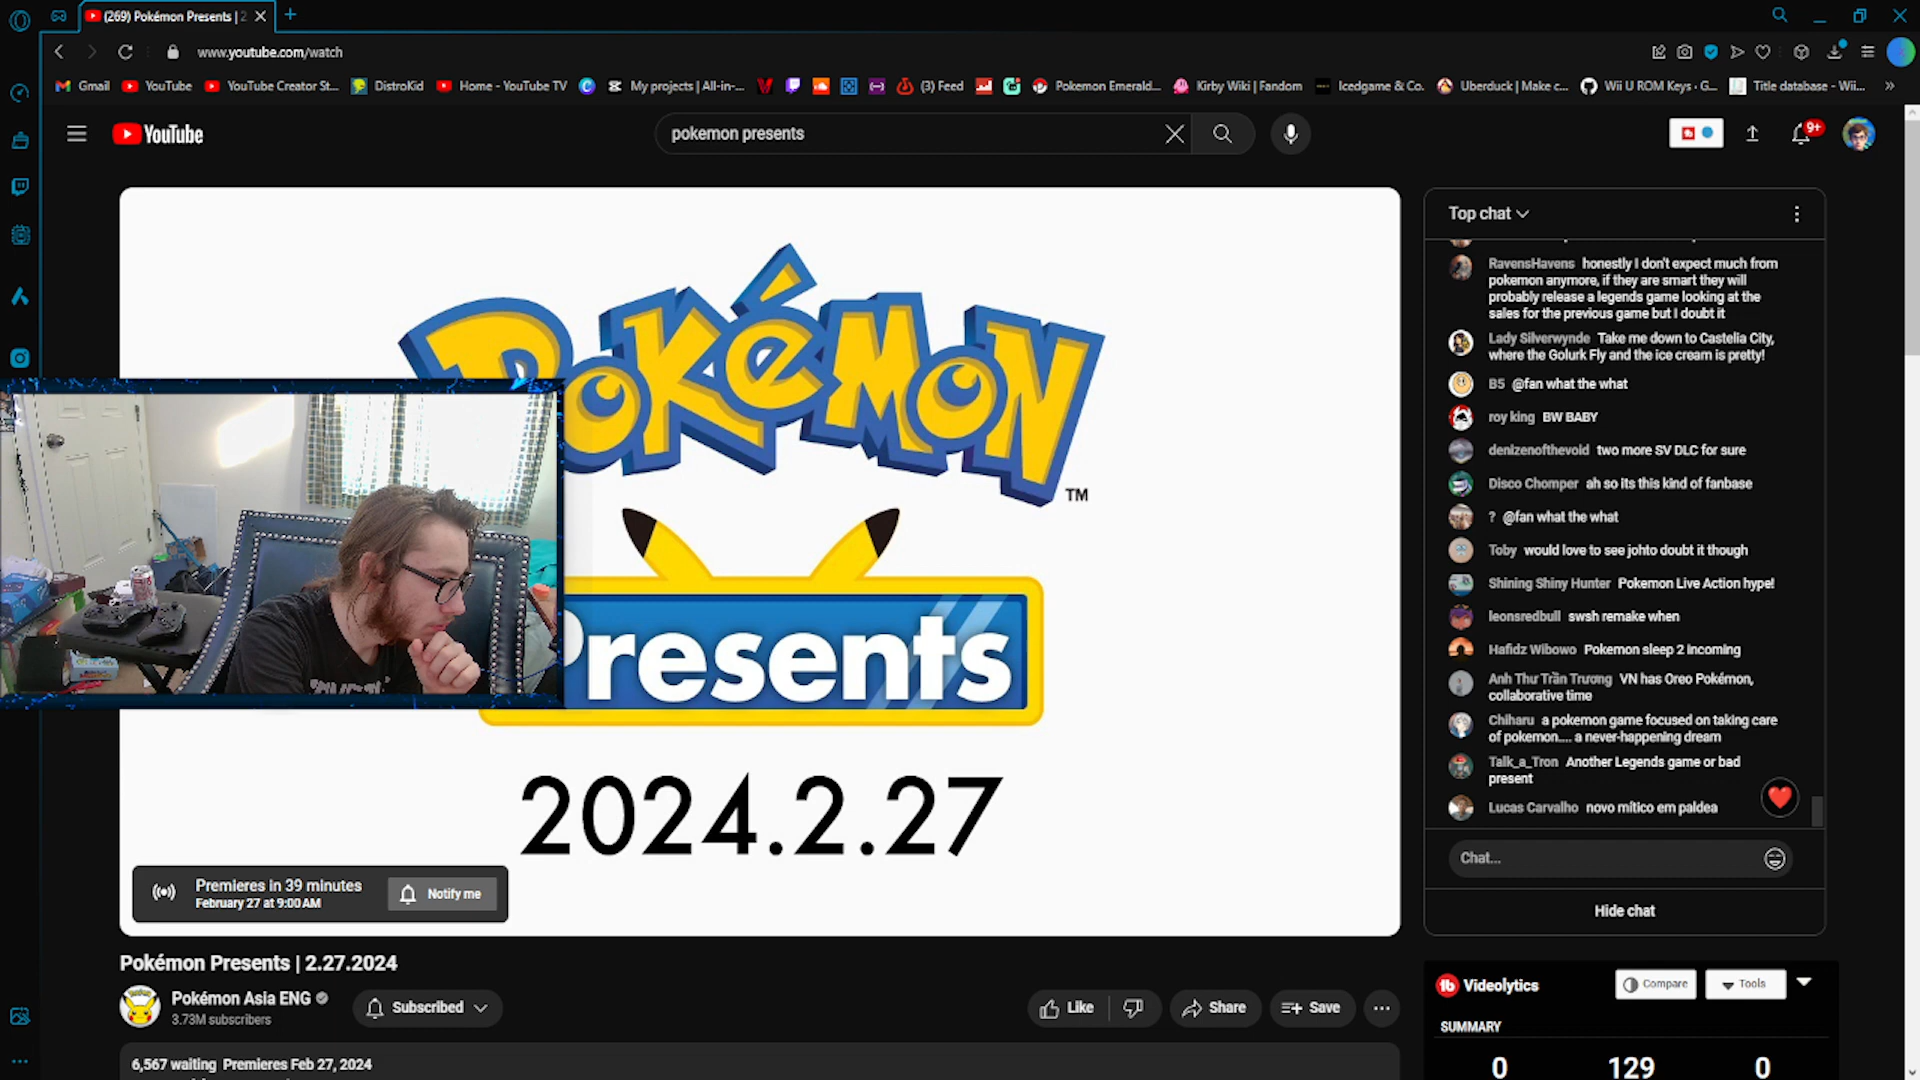 (269) Pokémon Presents | 2
www.youtube.com/watch
Gmail
YouTube
YouTube Creator St...
DistroKid
Home - YouTube TV
My projects | All-in-...
(3) Feed
Pokemon Emerald...
Kirby Wiki | Fandom
Icedgame & Co.
Uberduck | Make c...
Wii U ROM Keys · G...
Title database - Wii...
YouTube
pokemon presents
9+
POKÉMON
TM
Presents
2024.2.27
Premieres in 39 minutes
February 27 at 9:00 AM
Notify me
Top chat
RavensHavens honestly I don't expect much from
pokemon anymore, if they are smart they will
probably release a legends game looking at the
sales for the previous game but I doubt it
Lady Silverwynde Take me down to Castelia City,
where the Golurk Fly and the ice cream is pretty!
B5 @fan what the what
roy king BW BABY
denizenofthevoid two more SV DLC for sure
Disco Chomper ah so its this kind of fanbase
? @fan what the what
Toby would love to see johto doubt it though
Shining Shiny Hunter Pokemon Live Action hype!
leonsredbull swsh remake when
Hafidz Wibowo Pokemon sleep 2 incoming
Anh Thư Trần Trương VN has Oreo Pokémon,
collaborative time
Chiharu a pokemon game focused on taking care
of pokemon.... a never-happening dream
Talk_a_Tron Another Legends game or bad
present
Lucas Carvalho novo mítico em paldea
Chat...
Hide chat
Pokémon Presents | 2.27.2024
Pokémon Asia ENG
3.73M subscribers
Subscribed
Like
Share
Save
6,567 waiting Premieres Feb 27, 2024
Videolytics
Compare
Tools
SUMMARY
0
129
0